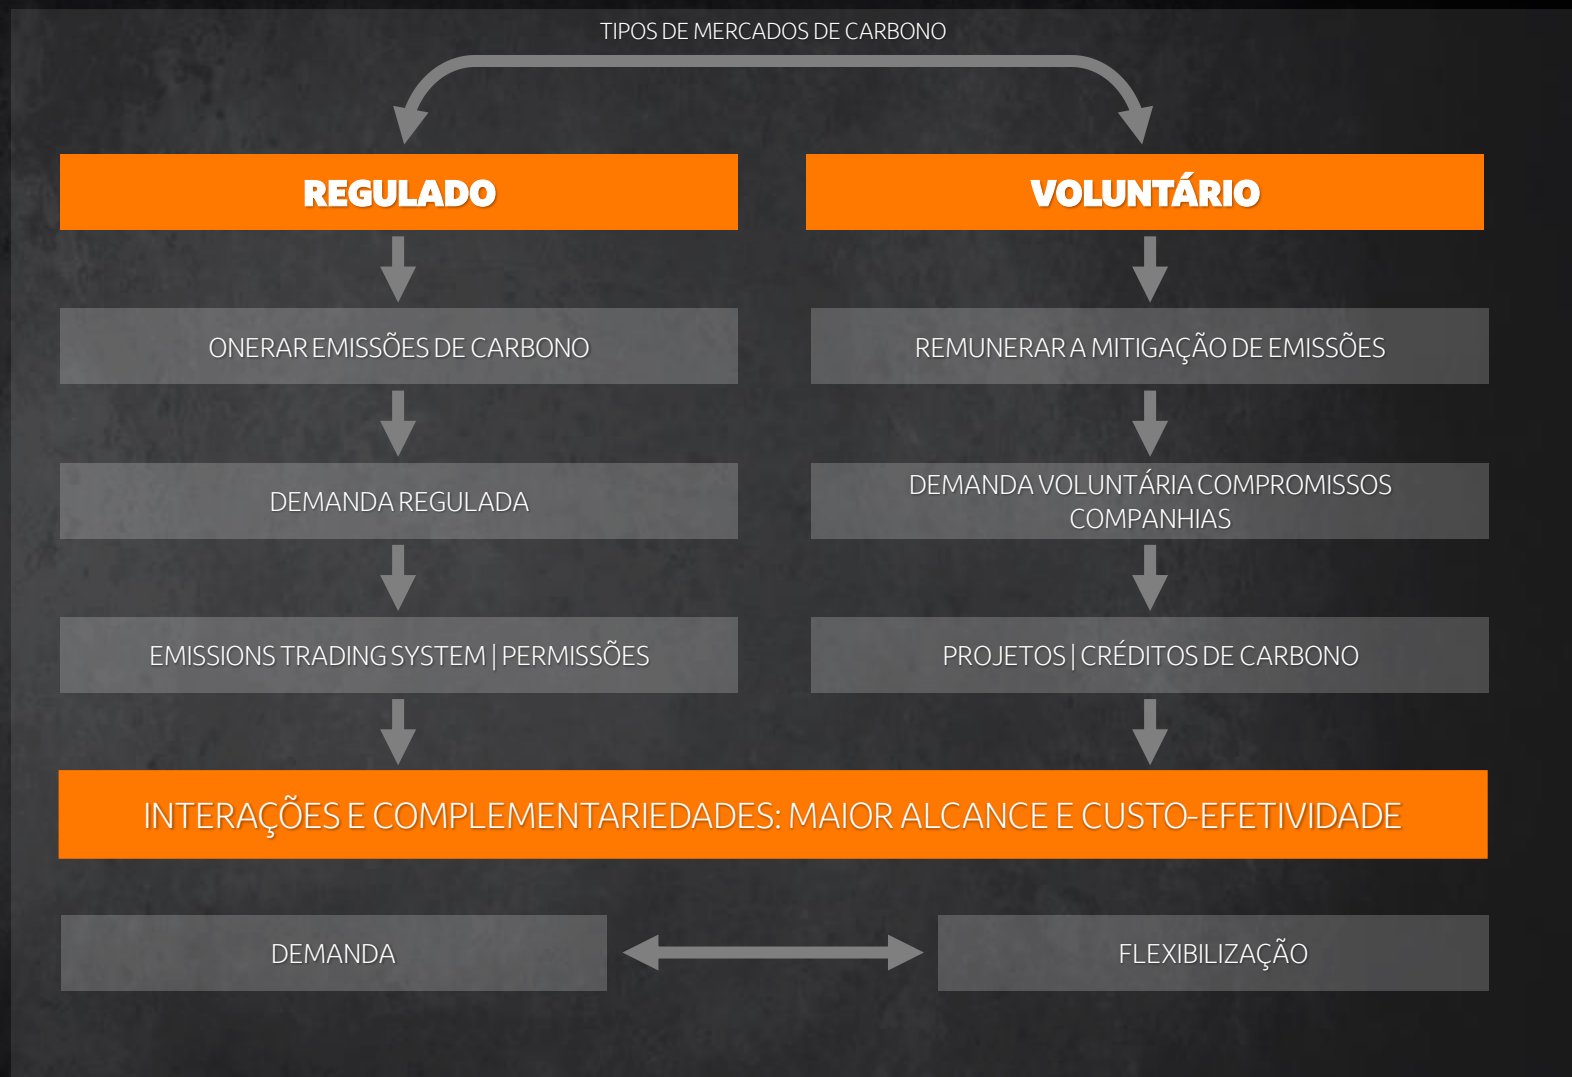 TIPOS DE MERCADOS DE CARBONO
REGULADO
VOLUNTÁRIO
ONERAR EMISSÕES DE CARBONO
REMUNERAR A MITIGAÇÃO DE EMISSÕES
DEMANDA REGULADA
DEMANDA VOLUNTÁRIA COMPROMISSOS
COMPANHIAS
EMISSIONS TRADING SYSTEM | PERMISSÕES
PROJETOS | CRÉDITOS DE CARBONO
INTERAÇÕES E COMPLEMENTARIEDADES: MAIOR ALCANCE E CUSTO-EFETIVIDADE
DEMANDA
FLEXIBILIZAÇÃO